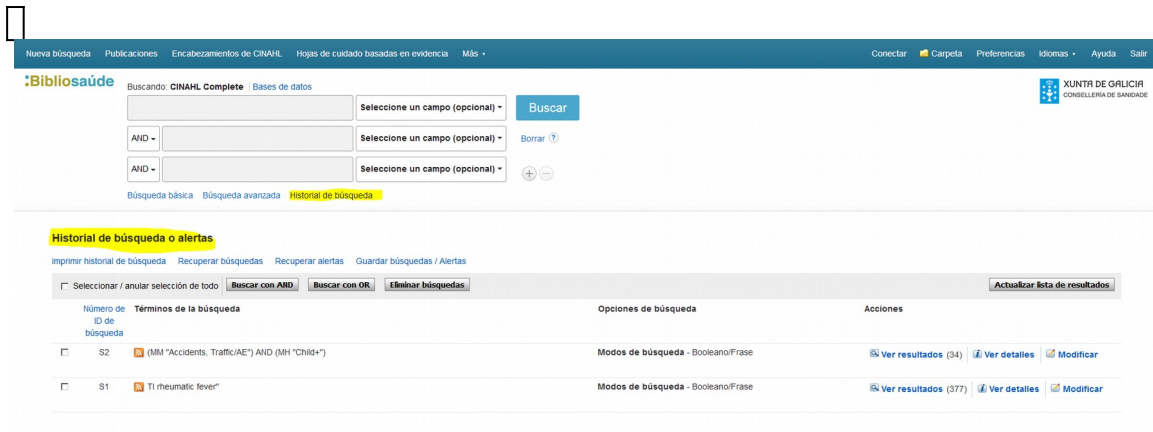 Nueva búsqueda Publicaciones Encabezamientos de CINAHL Hojas de cuidado basadas en evidencia Más Conectar Carpeta Preferencias Idiomas Ayuda Salir
:Bibliosaúde
Buscando: CINAHL Complete Bases de datos
XUNTA DE GALICIA
CONSELLERÍA DE SANIDADE
Seleccione un campo (opcional) Buscar
AND Seleccione un campo (opcional) Borrar ?
AND Seleccione un campo (opcional) + −
Búsqueda básica Búsqueda avanzada Historial de búsqueda
Historial de búsqueda o alertas
Imprimir historial de búsqueda Recuperar búsquedas Recuperar alertas Guardar búsquedas / Alertas
Seleccionar / anular selección de todo Buscar con AND Buscar con OR Eliminar búsquedas Actualizar lista de resultados
Número de Términos de la búsqueda Opciones de búsqueda Acciones
ID de
búsqueda
S2 (MM "Accidents, Traffic/AE") AND (MH "Child+") Modos de búsqueda - Booleano/Frase Ver resultados (34) Ver detalles Modificar
S1 TI rheumatic fever" Modos de búsqueda - Booleano/Frase Ver resultados (377) Ver detalles Modificar